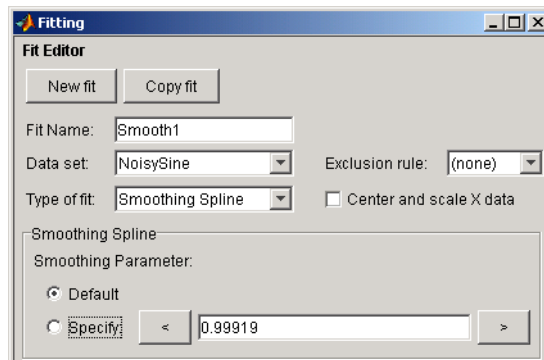 Fitting
Fit Editor
New fit Copy fit
Fit Name: Smooth1
Data set: NoisySine Exclusion rule: (none)
Type of fit: Smoothing Spline Center and scale X data
Smoothing Spline
Smoothing Parameter:
Default
Specify: < 0.99919 >